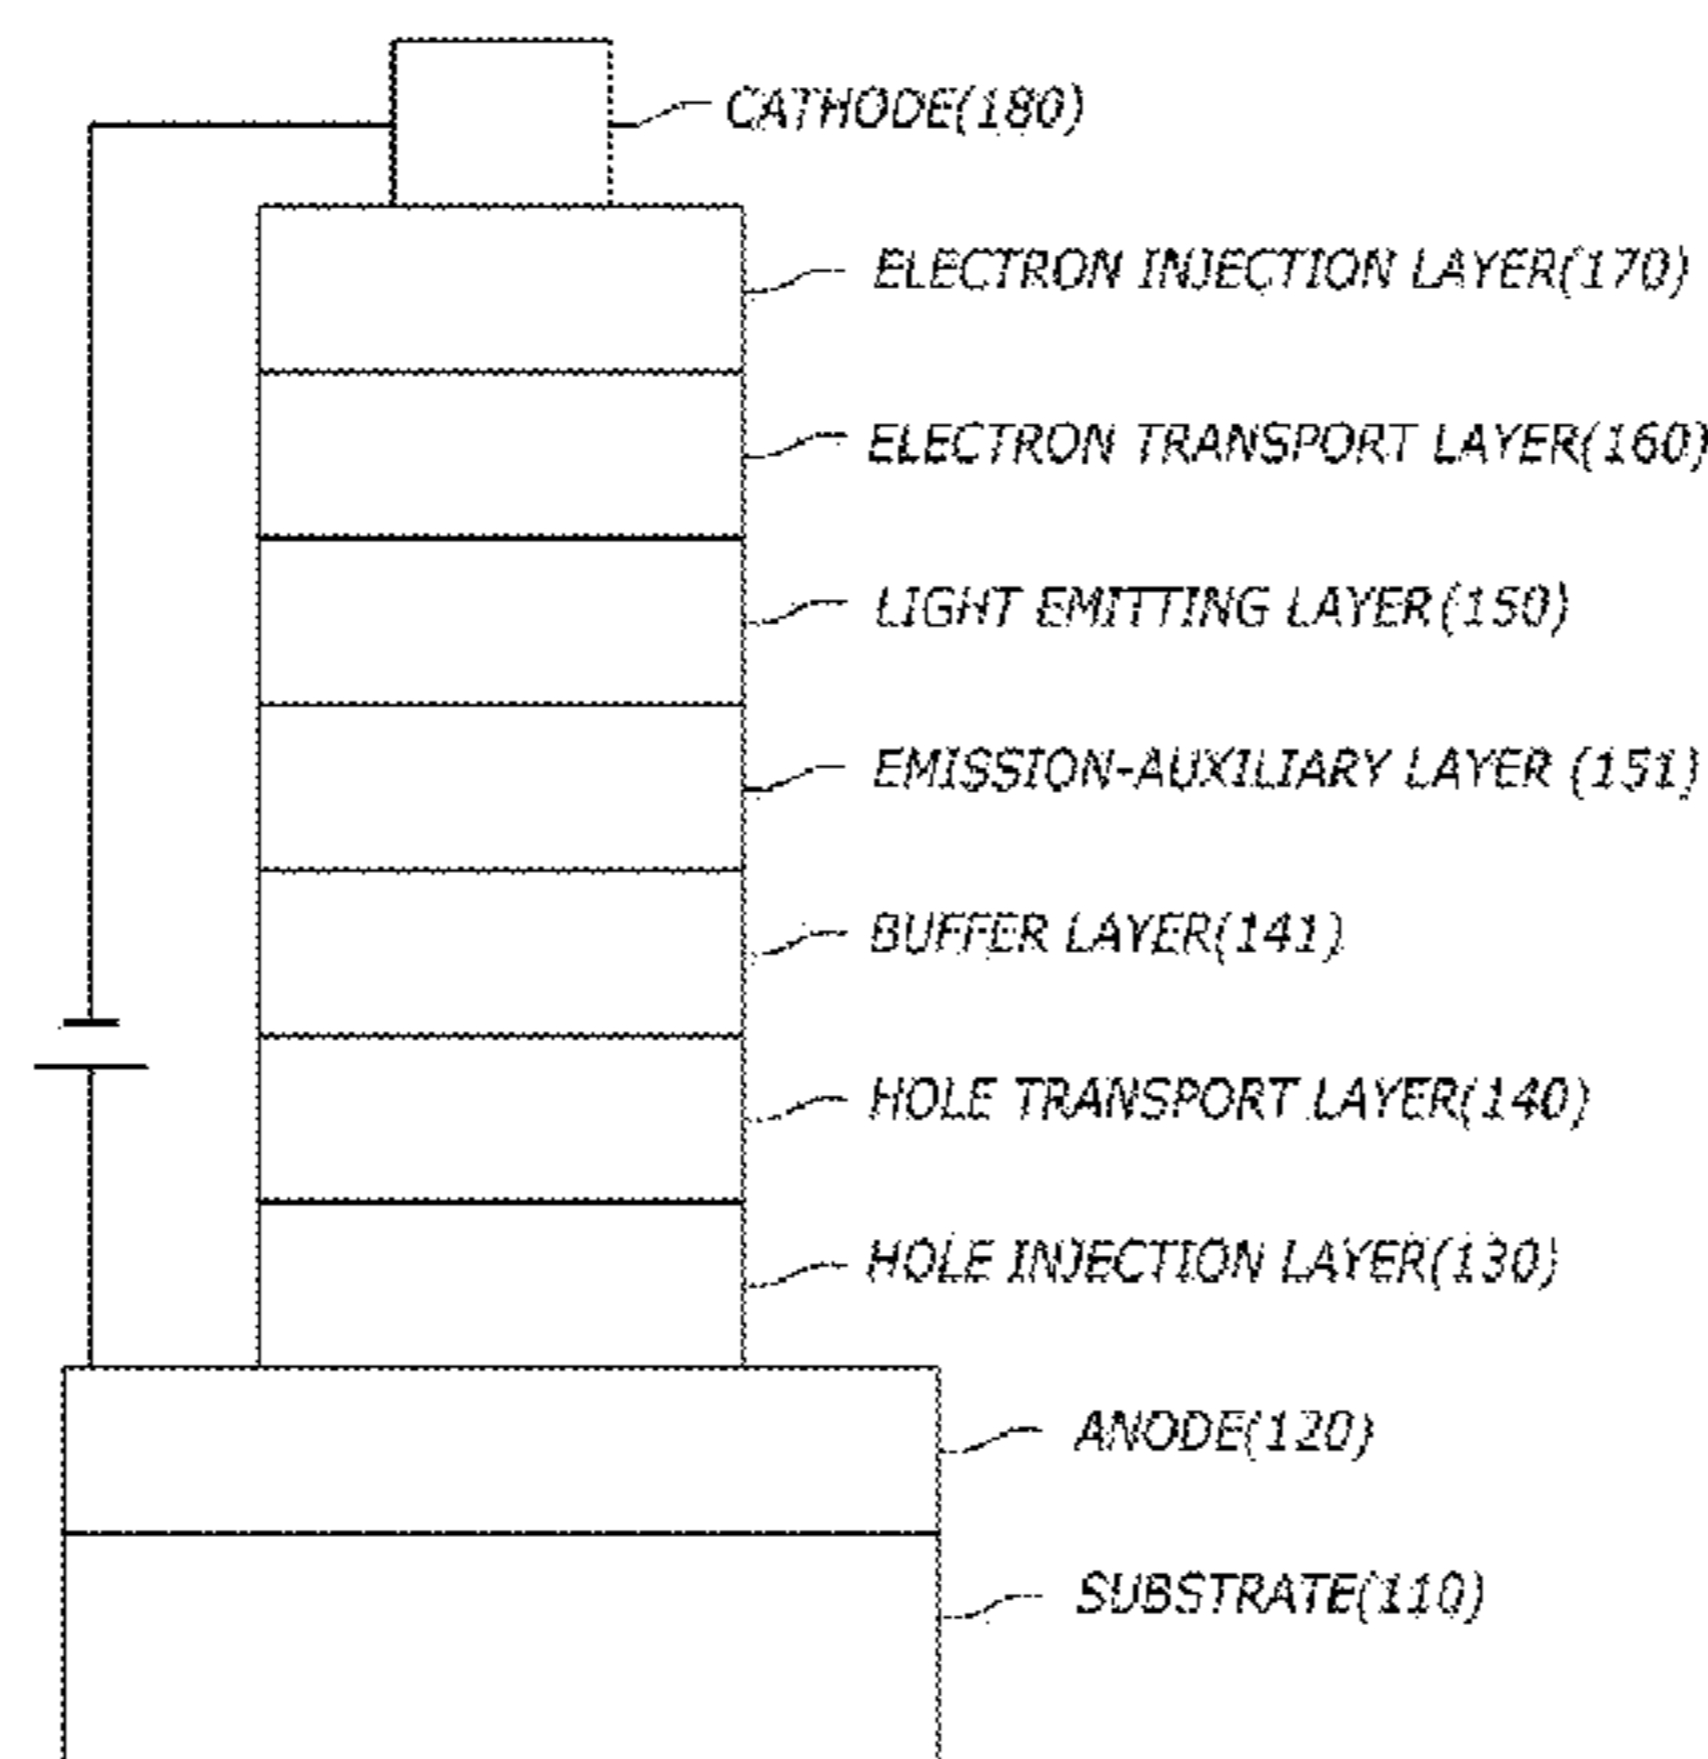 CATHODE(180)
ELECTRON INJECTION LAYER(170)
ELECTRON TRANSPORT LAYER(160)
LIGHT EMITTING LAYER(150)
EMISSION-AUXILIARY LAYER (151)
BUFFER LAYER(141)
HOLE TRANSPORT LAYER(140)
HOLE INJECTION LAYER(130)
ANODE(120)
SUBSTRATE(110)